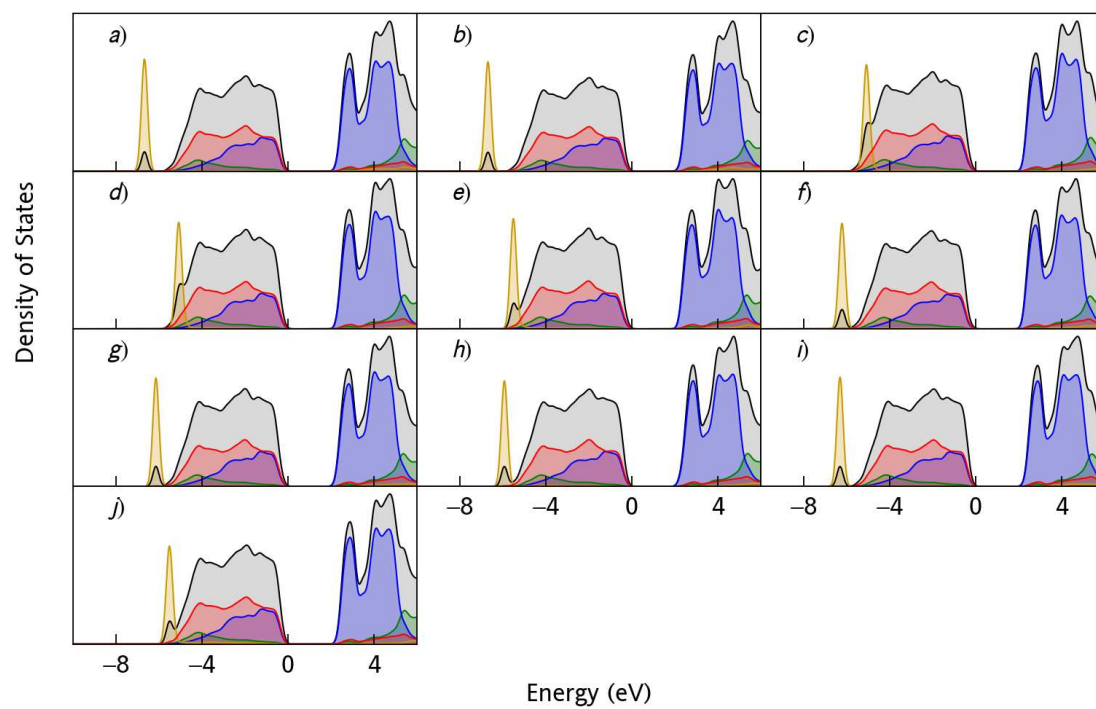 a)
b)
c)
d)
e)
f)
g)
h)
i)
−8 −4 0 4
−8 −4 0 4
j)
−8 −4 0 4
Energy (eV)
Density of States